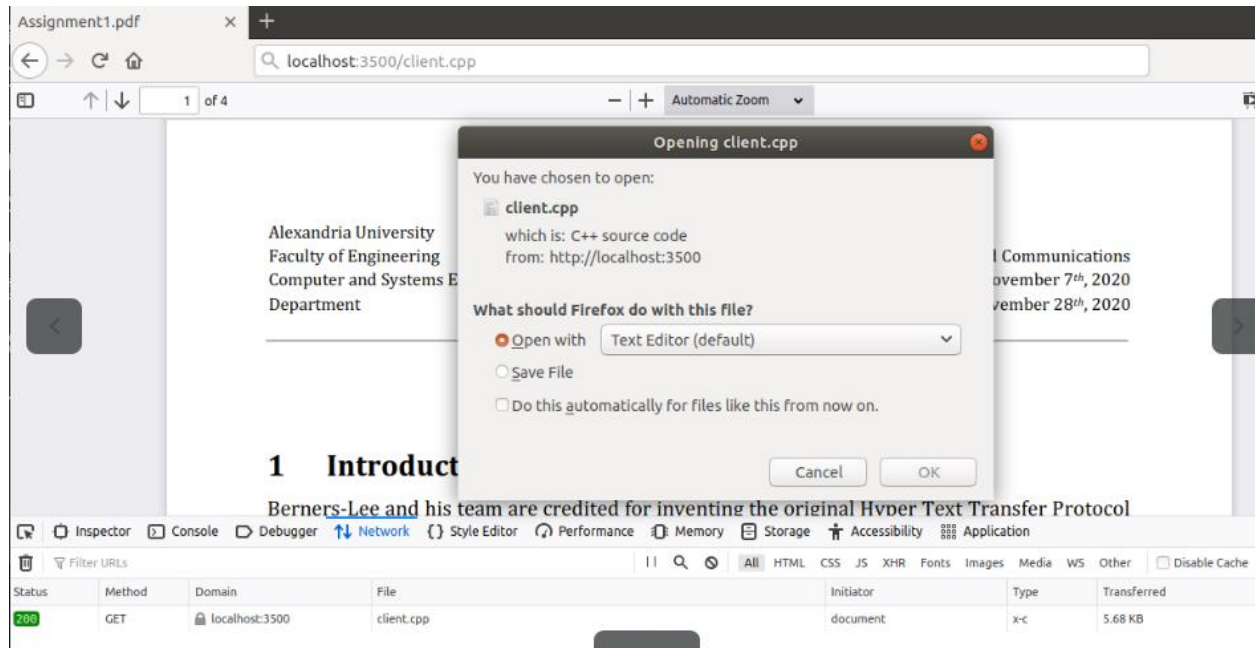 Assignment1.pdf
localhost:3500/client.cpp
1 of 4
Automatic Zoom
Opening client.cpp
You have chosen to open:
client.cpp
which is: C++ source code
from: http://localhost:3500
What should Firefox do with this file?
Open with Text Editor (default)
Save File
Do this automatically for files like this from now on.
Cancel OK
Alexandria University
Faculty of Engineering Communications
Computer and Systems E ovember 7th, 2020
Department vember 28th, 2020
1 Introduct
Berners-Lee and his team are credited for inventing the original Hyper Text Transfer Protocol
Inspector Console Debugger Network {} Style Editor Performance Memory Storage Accessibility Application
Filter URLs All HTML CSS JS XHR Fonts Images Media WS Other Disable Cache
Status Method Domain File Initiator Type Transferred
200 GET localhost:3500 client.cpp document x-c 5.68 KB